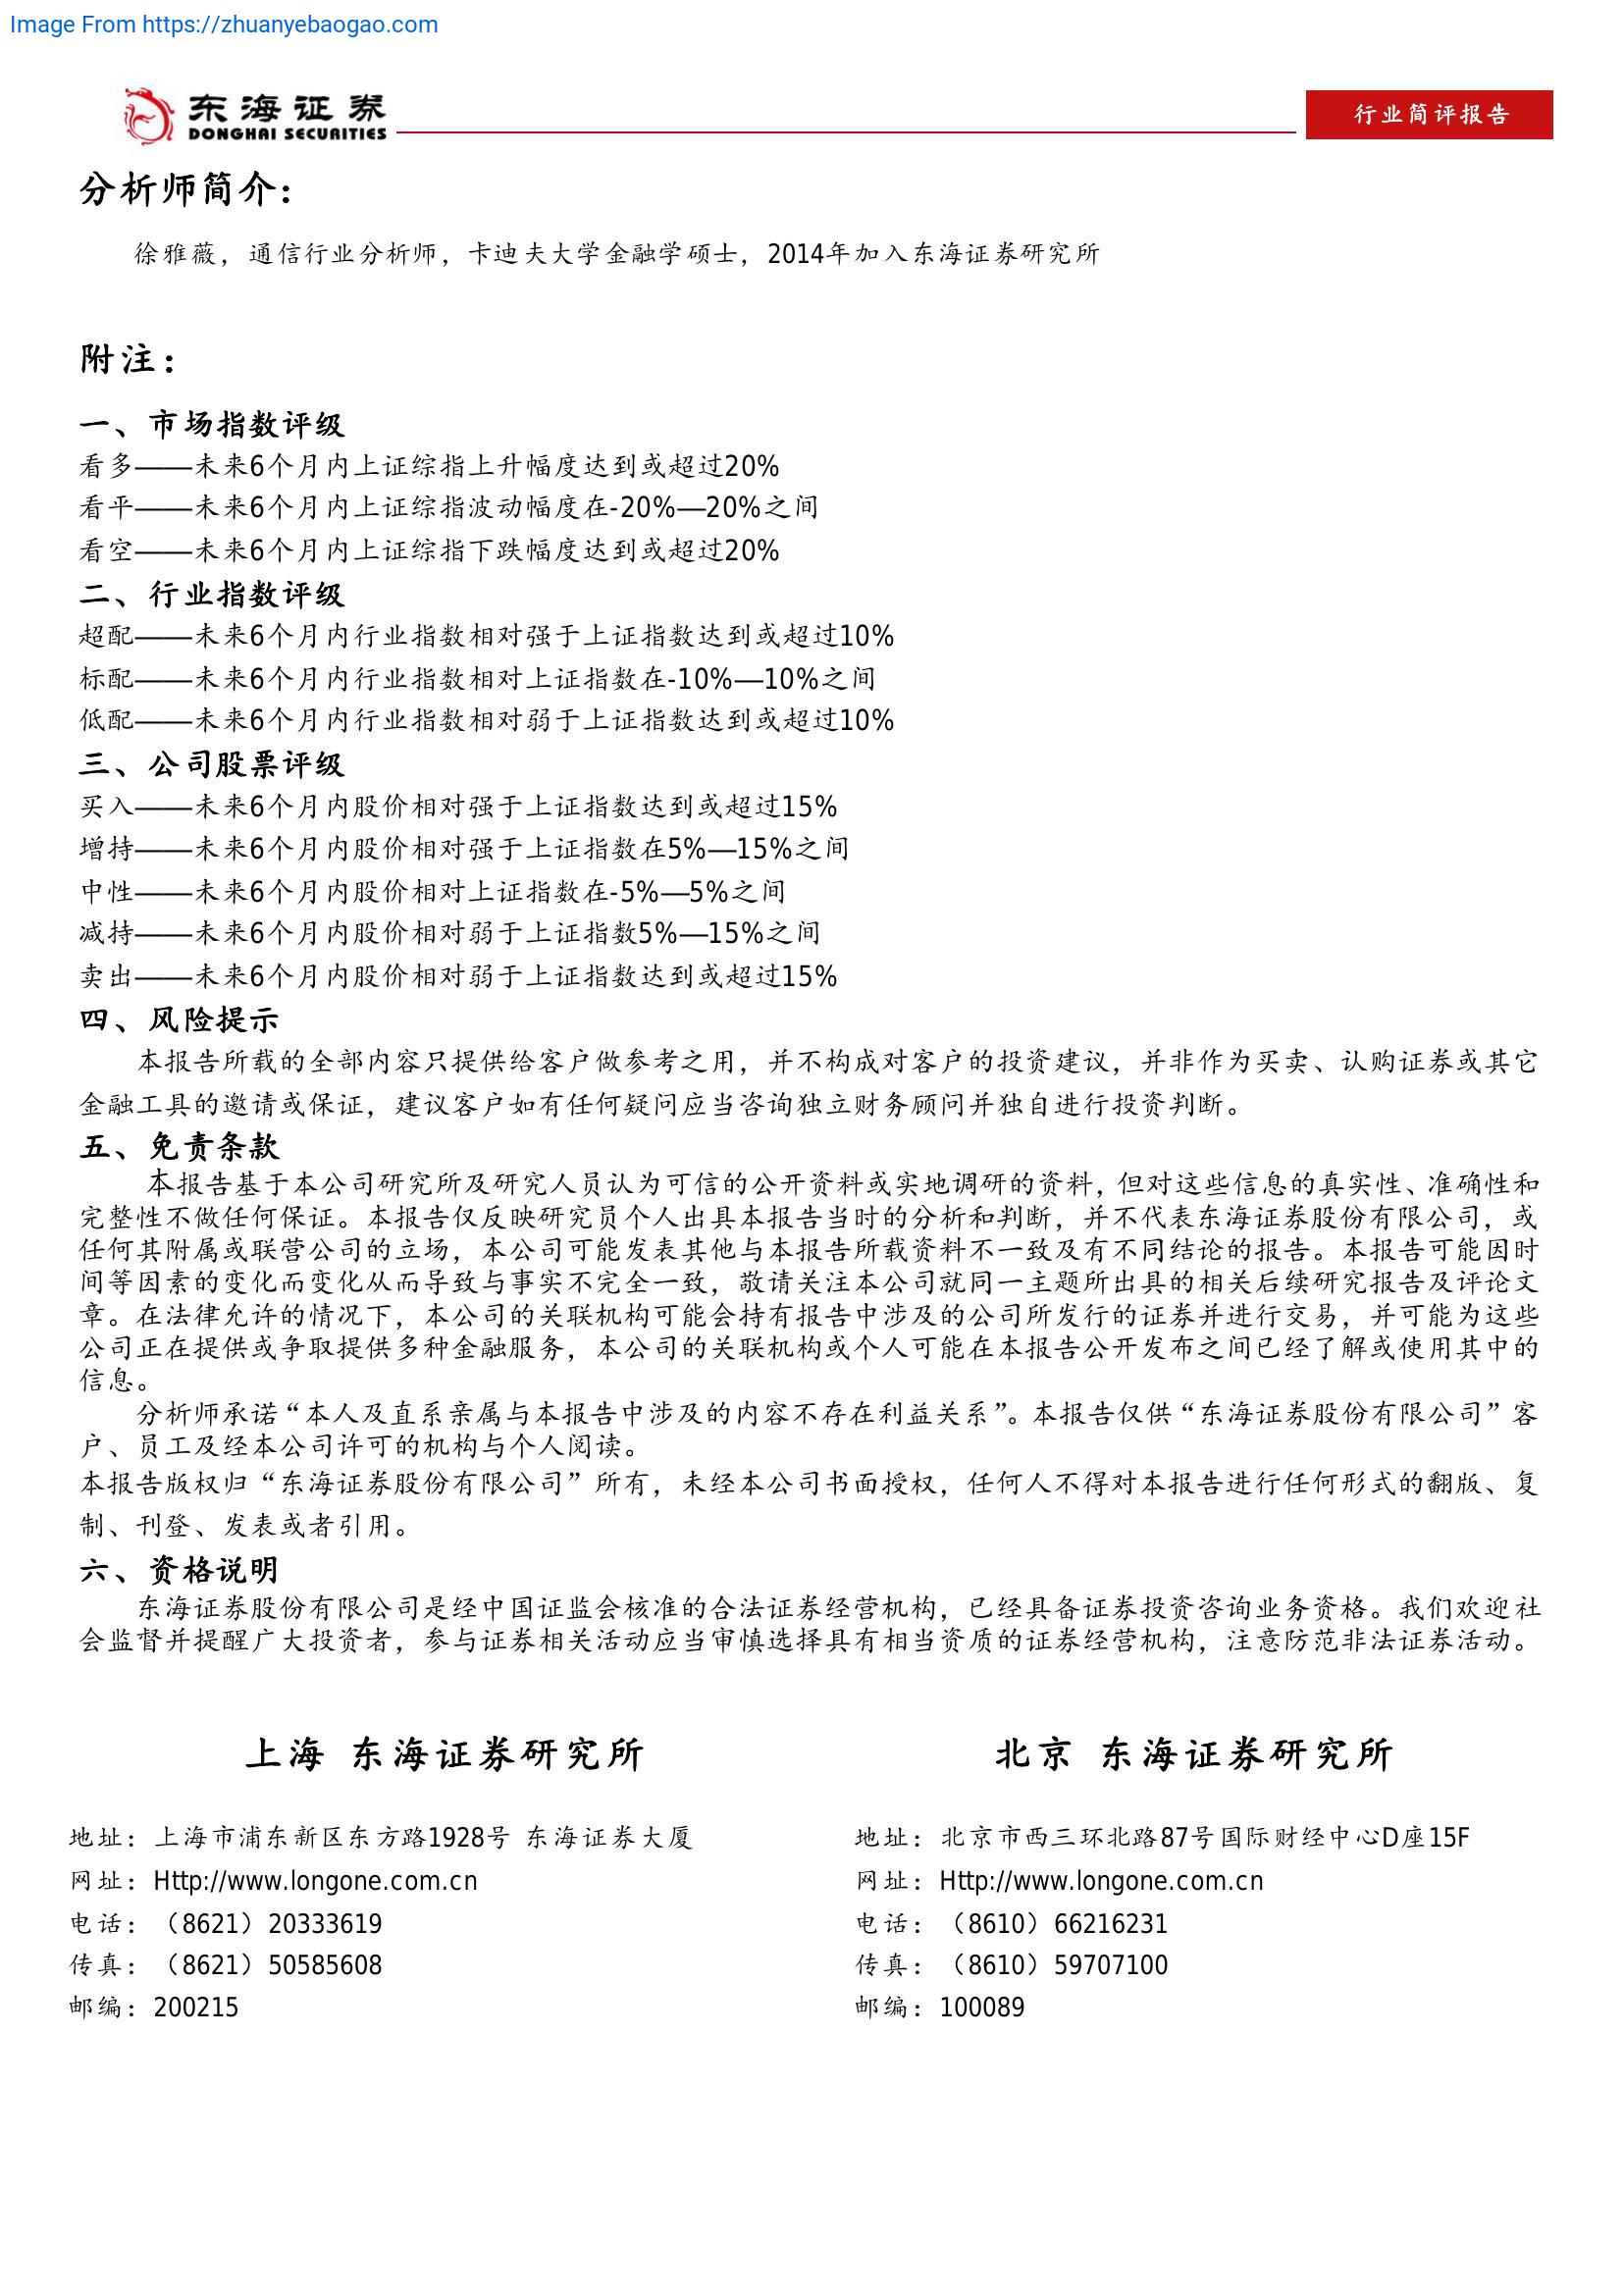 Image From https://zhuanyebaogao.com
东海证券
DONGHAI SECURITIES
行业简评报告
分析师简介：
徐雅薇，通信行业分析师，卡迪夫大学金融学硕士，2014年加入东海证券研究所
附注：
一、市场指数评级
看多——未来6个月内上证综指上升幅度达到或超过20%
看平——未来6个月内上证综指波动幅度在-20%—20%之间
看空——未来6个月内上证综指下跌幅度达到或超过20%
二、行业指数评级
超配——未来6个月内行业指数相对强于上证指数达到或超过10%
标配——未来6个月内行业指数相对上证指数在-10%—10%之间
低配——未来6个月内行业指数相对弱于上证指数达到或超过10%
三、公司股票评级
买入——未来6个月内股价相对强于上证指数达到或超过15%
增持——未来6个月内股价相对强于上证指数在5%—15%之间
中性——未来6个月内股价相对上证指数在-5%—5%之间
减持——未来6个月内股价相对弱于上证指数5%—15%之间
卖出——未来6个月内股价相对弱于上证指数达到或超过15%
四、风险提示
本报告所载的全部内容只提供给客户做参考之用，并不构成对客户的投资建议，并非作为买卖、认购证券或其它
金融工具的邀请或保证，建议客户如有任何疑问应当咨询独立财务顾问并独自进行投资判断。
五、免责条款
本报告基于本公司研究所及研究人员认为可信的公开资料或实地调研的资料，但对这些信息的真实性、准确性和
完整性不做任何保证。本报告仅反映研究员个人出具本报告当时的分析和判断，并不代表东海证券股份有限公司，或
任何其附属或联营公司的立场，本公司可能发表其他与本报告所载资料不一致及有不同结论的报告。本报告可能因时
间等因素的变化而变化从而导致与事实不完全一致，敬请关注本公司就同一主题所出具的相关后续研究报告及评论文
章。在法律允许的情况下，本公司的关联机构可能会持有报告中涉及的公司所发行的证券并进行交易，并可能为这些
公司正在提供或争取提供多种金融服务，本公司的关联机构或个人可能在本报告公开发布之间已经了解或使用其中的
信息。
分析师承诺“本人及直系亲属与本报告中涉及的内容不存在利益关系”。本报告仅供“东海证券股份有限公司”客
户、员工及经本公司许可的机构与个人阅读。
本报告版权归“东海证券股份有限公司”所有，未经本公司书面授权，任何人不得对本报告进行任何形式的翻版、复
制、刊登、发表或者引用。
六、资格说明
东海证券股份有限公司是经中国证监会核准的合法证券经营机构，已经具备证券投资咨询业务资格。我们欢迎社
会监督并提醒广大投资者，参与证券相关活动应当审慎选择具有相当资质的证券经营机构，注意防范非法证券活动。
上海 东海证券研究所
地址：上海市浦东新区东方路1928号 东海证券大厦
网址：Http://www.longone.com.cn
电话：（8621）20333619
传真：（8621）50585608
邮编：200215
北京 东海证券研究所
地址：北京市西三环北路87号国际财经中心D座15F
网址：Http://www.longone.com.cn
电话：（8610）66216231
传真：（8610）59707100
邮编：100089